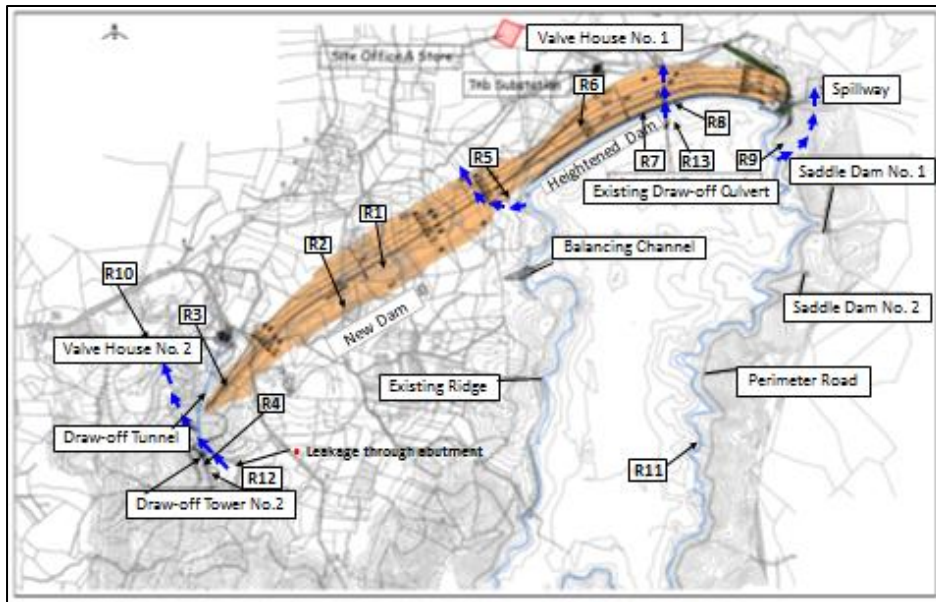 Valve House No. 1
Site Office & Store
Tnb Substation
R6
Spillway
R8
R5
Heightened Dam
R7
R13
R9
Saddle Dam No. 1
Existing Draw-off Culvert
R1
R2
Balancing Channel
R10
R3
New Dam
Saddle Dam No. 2
Valve House No. 2
Existing Ridge
Perimeter Road
R4
Draw-off Tunnel
Leakage through abutment
R12
R11
Draw-off Tower No.2